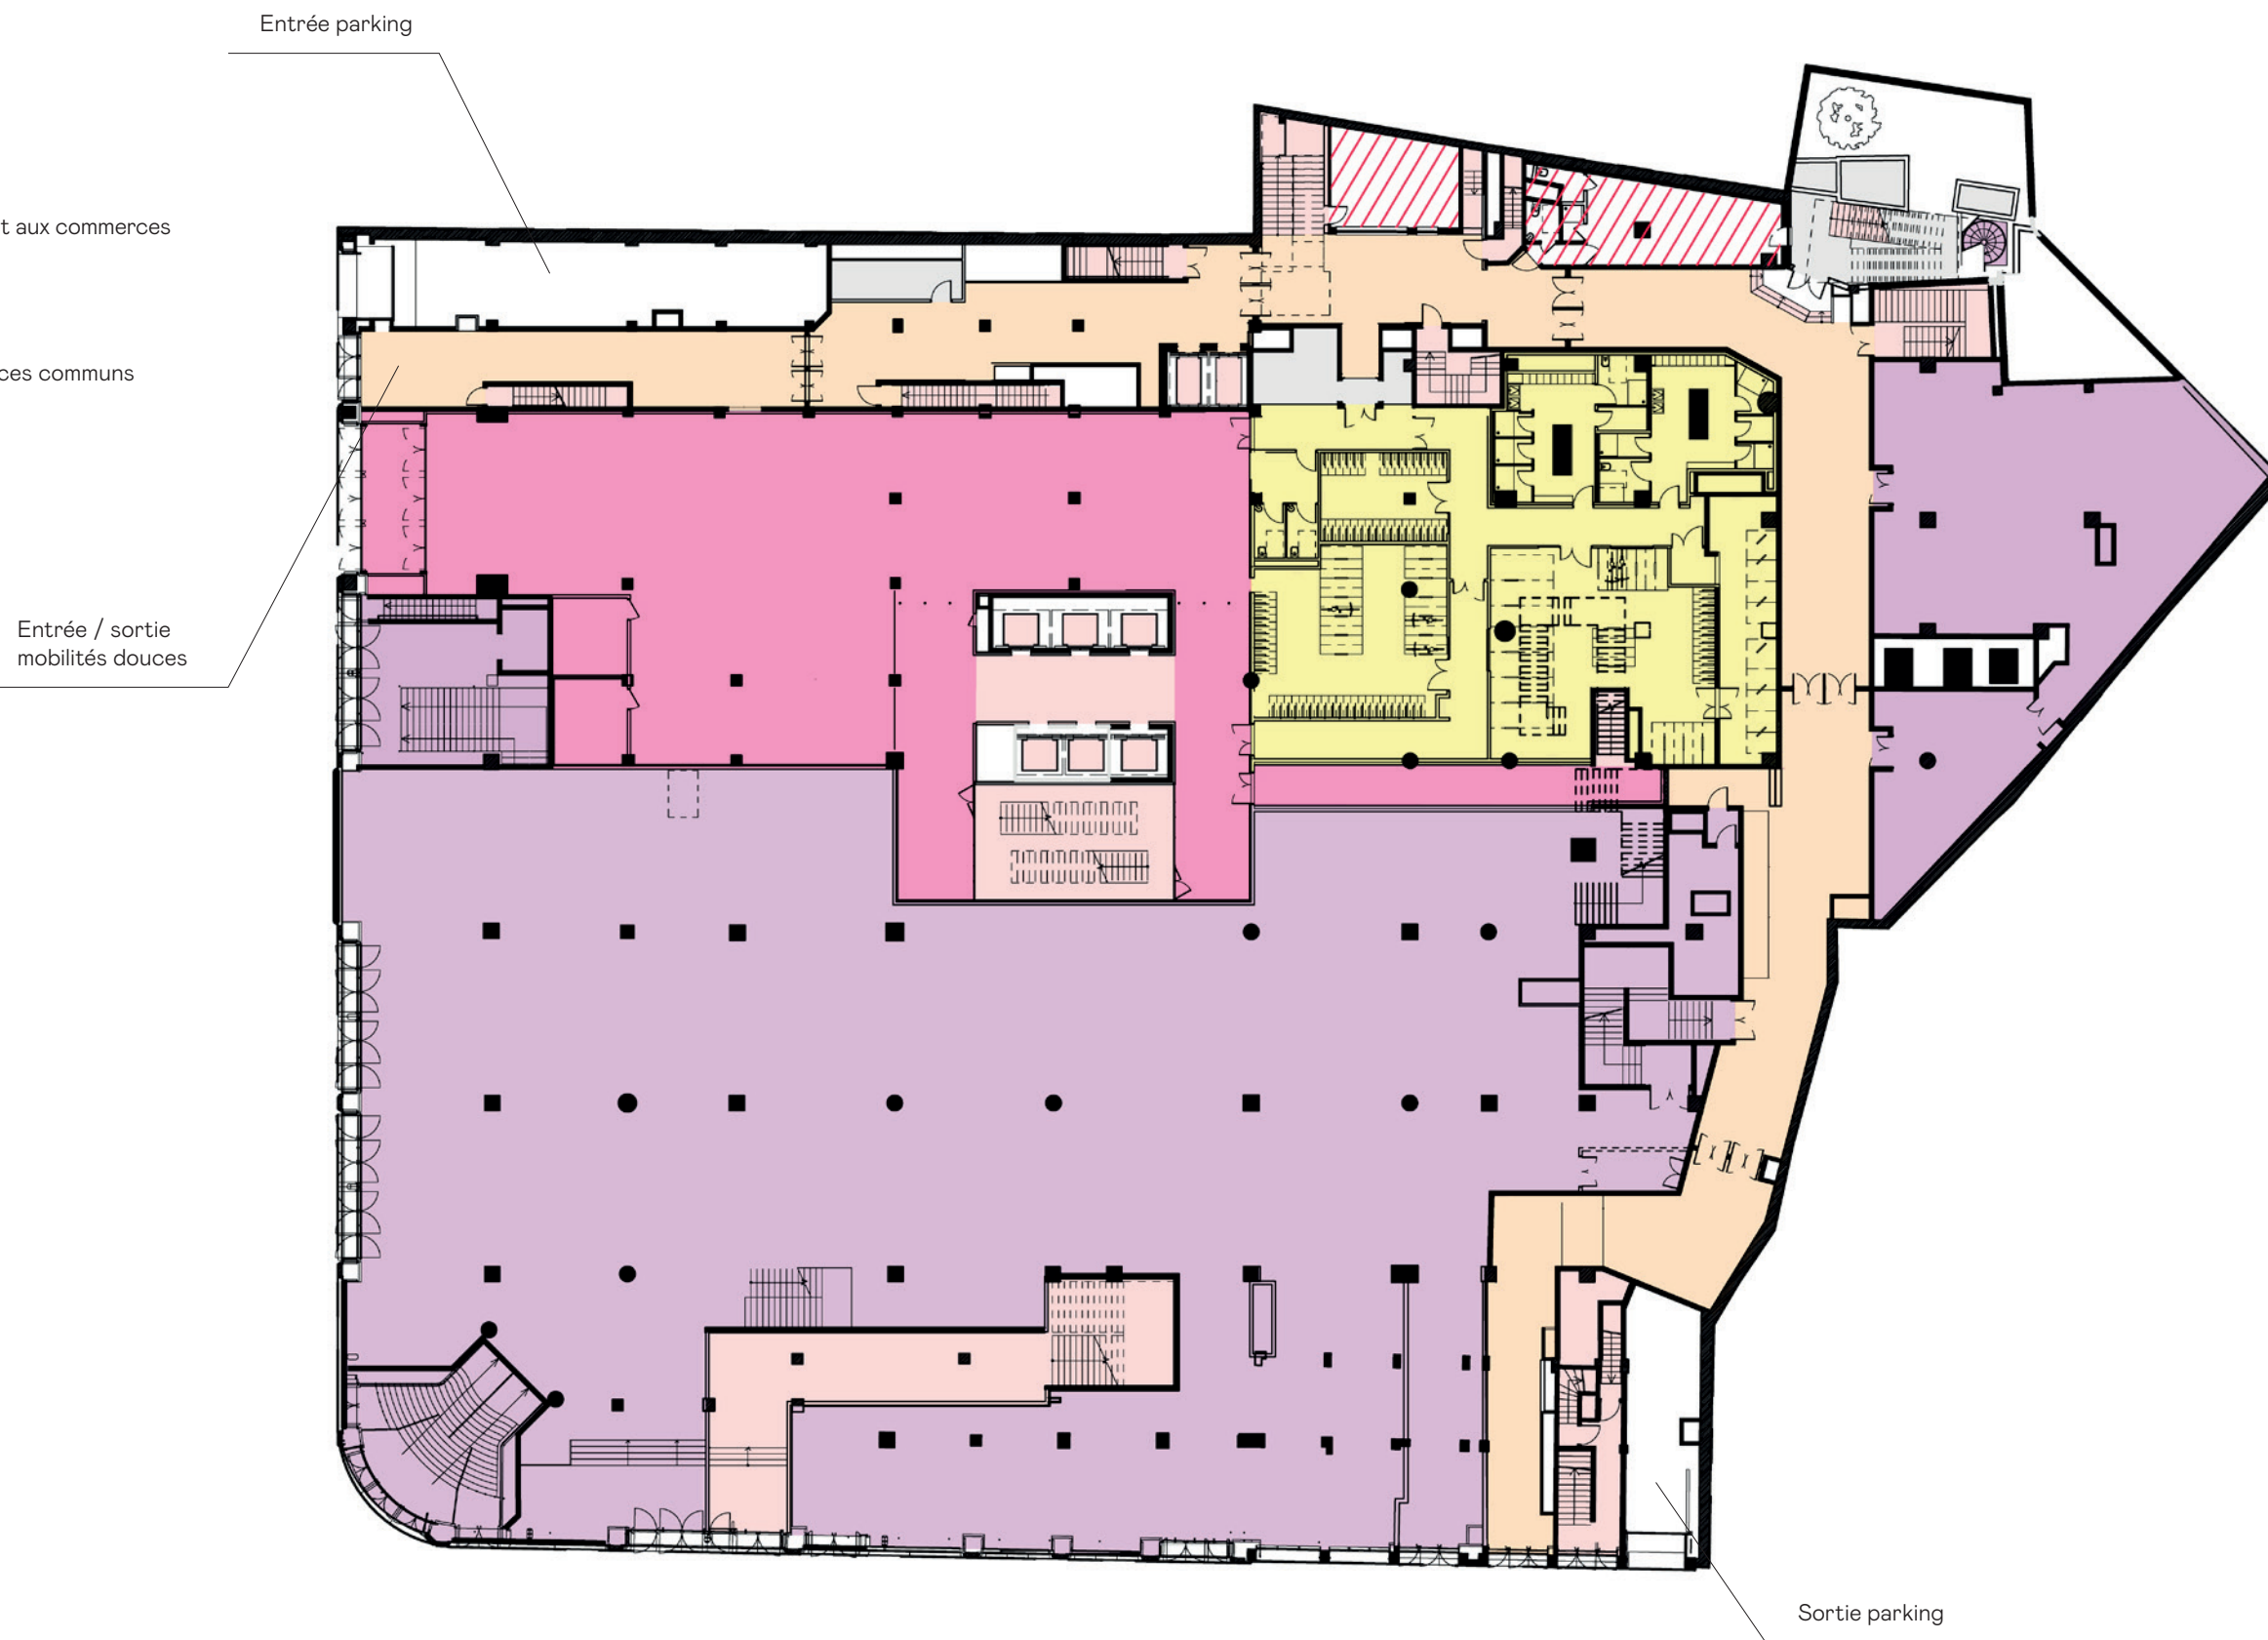 Entrée parking
t aux commerces
ces communs
Entrée / sortie
mobilités douces
Sortie parking